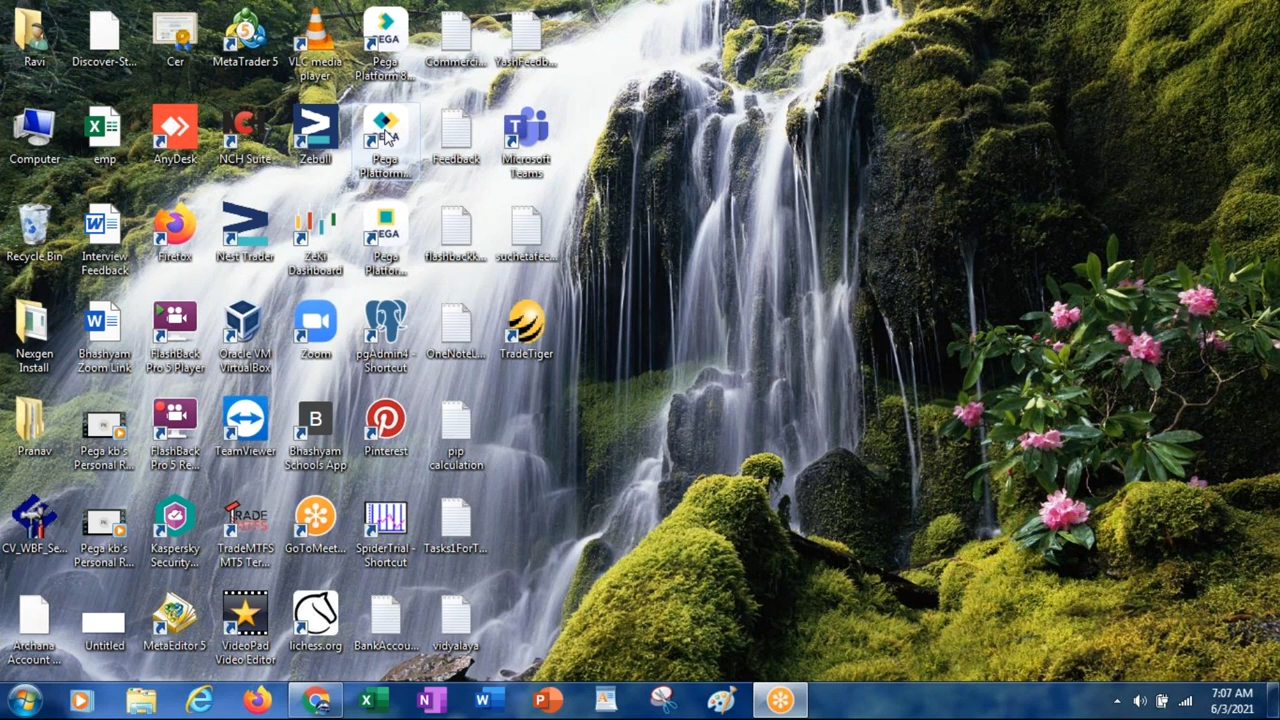 Ravi
Discover-St...
Cer
MetaTrader 5
VLC media
player
PEGA
Pega
Platform 8...
Commerci...
YashFeedb...
Computer
emp
AnyDesk
NCH Suite
Zebull
Pega
Platform...
Feedback
Microsoft
Teams
Recycle Bin
Interview
Feedback
Firefox
Nest Trader
ZeKi
Dashboard
EGA
Pega
Platfor...
flashbackk...
suchetafee...
Nexgen
Install
Bhashyam
Zoom Link
FlashBack
Pro 5 Player
Oracle VM
VirtualBox
Zoom
pgAdmin4 -
Shortcut
OneNoteL...
TradeTiger
Pranav
Pega kb's
Personal R...
FlashBack
Pro 5 Re...
TeamViewer
B
Bhashyam
Schools App
Pinterest
pip
calculation
CV_WBF_Se...
Pega kb's
Personal R...
Kaspersky
Security...
TRADE
MTFS
TradeMTFS
MT5 Ter...
GoToMeet...
SpiderTrial -
Shortcut
Tasks1ForT...
Archana
Account ...
Untitled
MetaEditor 5
VideoPad
Video Editor
lichess.org
BankAccou...
vidyalaya
7:07 AM
6/3/2021